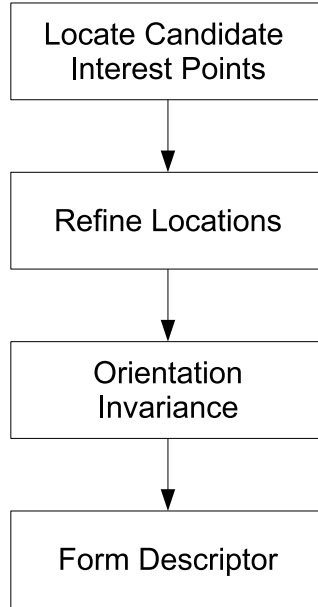 Locate Candidate
Interest Points
Refine Locations
Orientation
Invariance
Form Descriptor